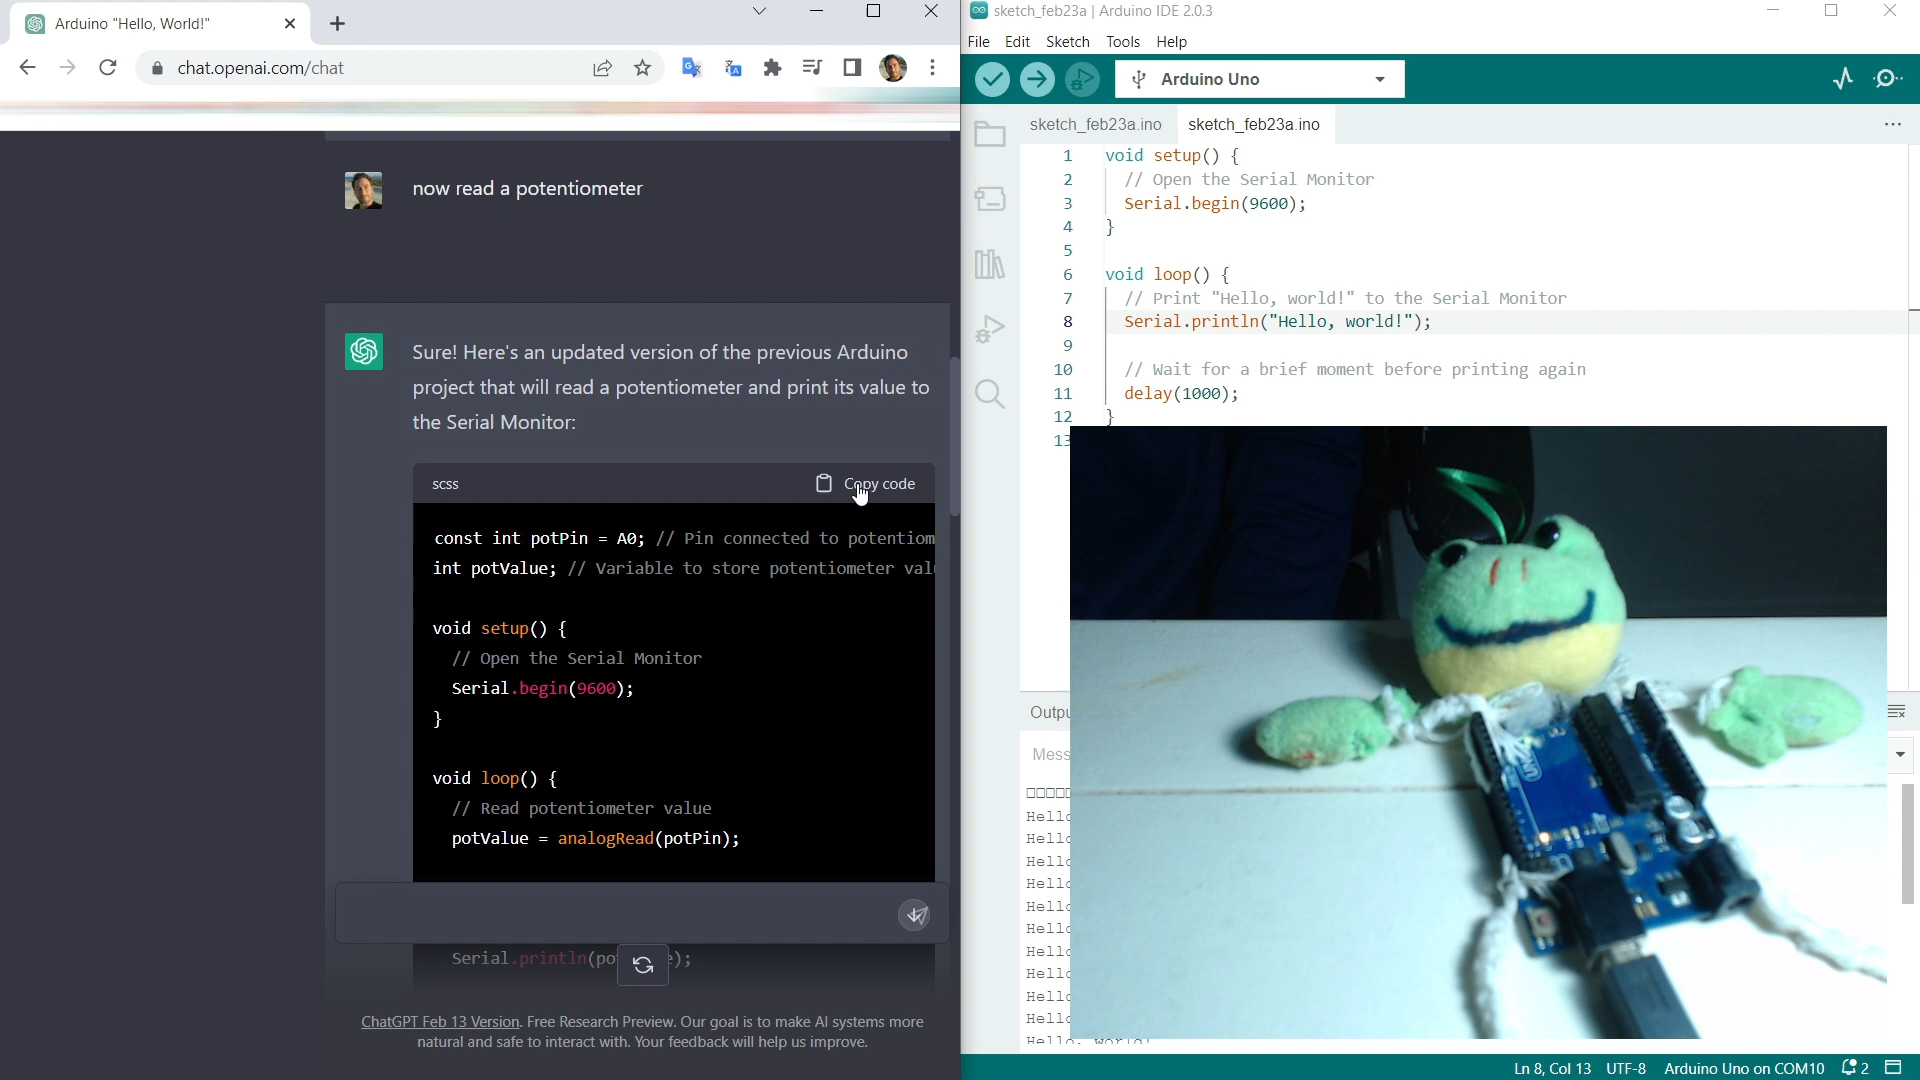 Arduino "Hello, World!"
chat.openai.com/chat
now read a potentiometer
Sure! Here's an updated version of the previous Arduino
project that will read a potentiometer and print its value to
the Serial Monitor:
scss
Copy code
const int potPin = A0; // Pin connected to potentiom
int potValue; // Variable to store potentiometer val
void setup() {
// Open the Serial Monitor
Serial.begin(9600);
}
void loop() {
// Read potentiometer value
potValue = analogRead(potPin);
Serial.println(po e);
ChatGPT Feb 13 Version. Free Research Preview. Our goal is to make AI systems more
natural and safe to interact with. Your feedback will help us improve.
sketch_feb23a | Arduino IDE 2.0.3
File Edit Sketch Tools Help
Arduino Uno
sketch_feb23a.ino sketch_feb23a.ino
1 void setup() {
2 // Open the Serial Monitor
3 Serial.begin(9600);
4 }
5
6 void loop() {
7 // Print "Hello, world!" to the Serial Monitor
8 Serial.println("Hello, world!");
9
10 // Wait for a brief moment before printing again
11 delay(1000);
12 }
13
Outpu
Mess
Hello
Hello
Hello
Hello
Hello
Hello
Hello
Hello
Hello
Hello
Hello, world!
UNO
Ln 8, Col 13 UTF-8 Arduino Uno on COM10 2